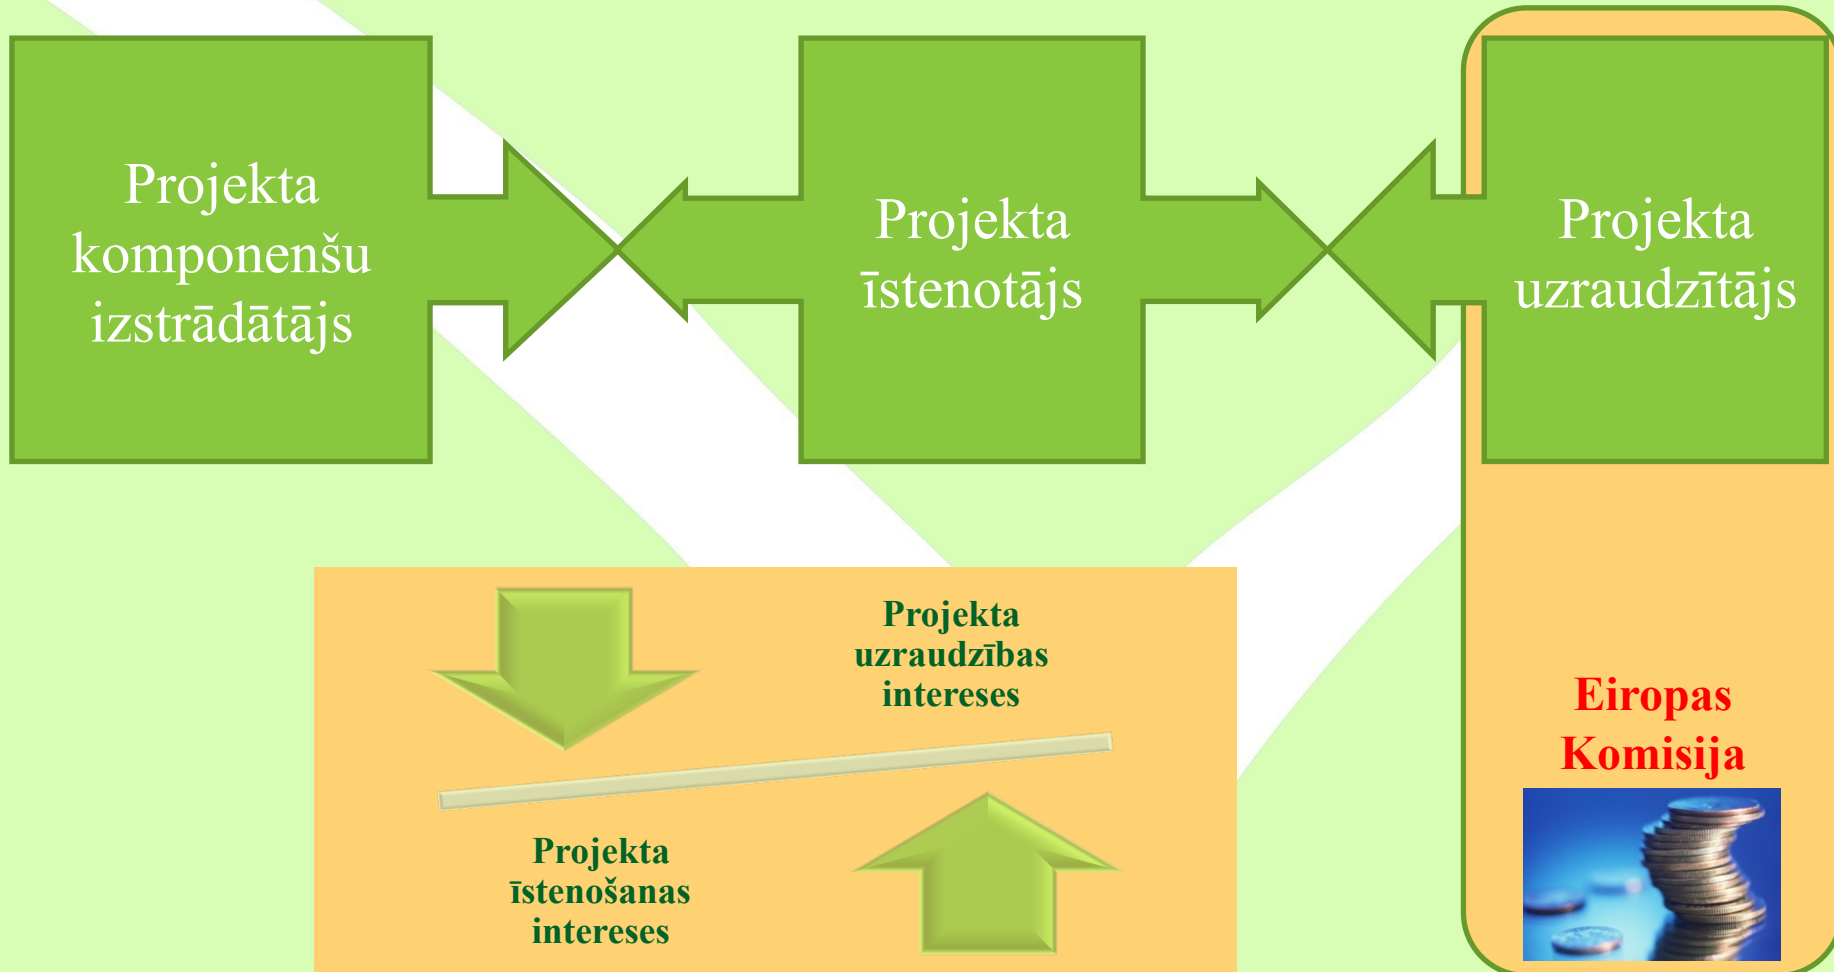 Projekta
komponenšu
izstrādātājs
Projekta
īstenotājs
Projekta
uzraudzītājs
Projekta
uzraudzības
intereses
Projekta
īstenošanas
intereses
Eiropas
Komisija